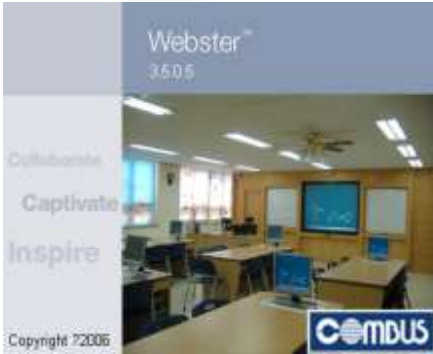 Webster™
3.5.0.5
Collaborate
Captivate
Inspire
Copyright ?2006
COMBUS